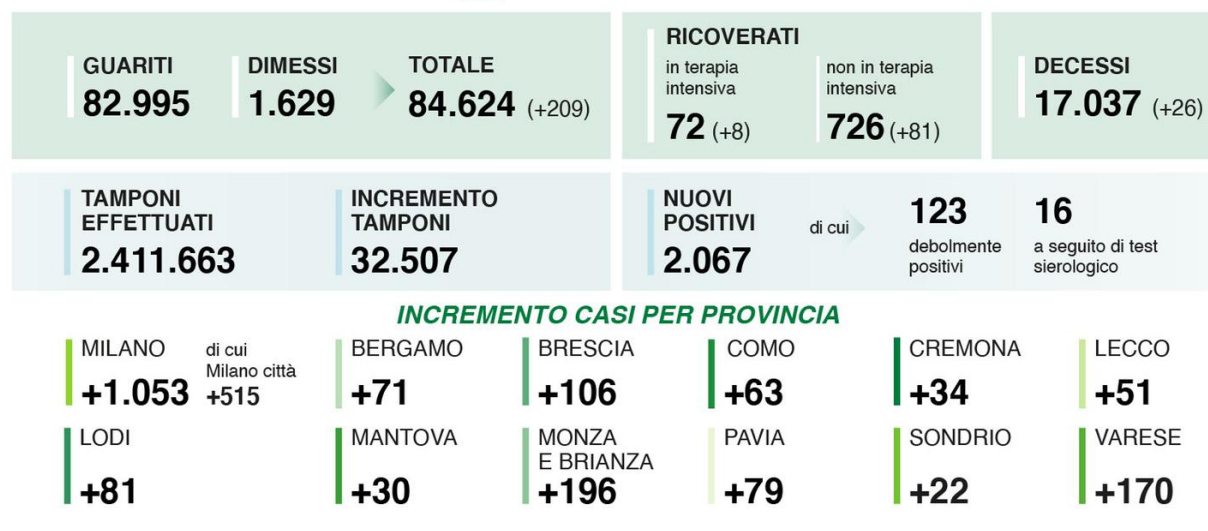 GUARITI
82.995
DIMESSI
1.629
TOTALE
84.624 (+209)
RICOVERATI
in terapia
intensiva
72 (+8)
non in terapia
intensiva
726 (+81)
DECESSI
17.037 (+26)
TAMPONI
EFFETTUATI
2.411.663
INCREMENTO
TAMPONI
32.507
NUOVI
POSITIVI
2.067
di cui
123
debolmente
positivi
16
a seguito di test
sierologico
INCREMENTO CASI PER PROVINCIA
MILANO
+1.053
di cui
Milano città
+515
BERGAMO
+71
BRESCIA
+106
COMO
+63
CREMONA
+34
LECCO
+51
LODI
+81
MANTOVA
+30
MONZA
E BRIANZA
+196
PAVIA
+79
SONDRIO
+22
VARESE
+170